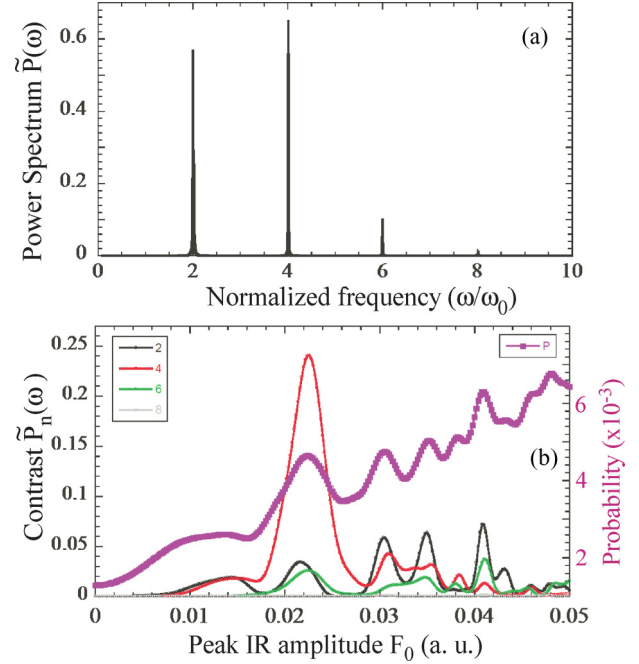 (a)
Power Spectrum P̃(ω)
0.6
0.4
0.2
0
0 2 4 6 8 10
Normalized frequency (ω/ω₀)
(b)
2
4
6
8
P
Contrast P̃ₙ(ω)
0.25
0.2
0.15
0.1
0.05
0
Probability (x10⁻³)
6
4
2
0 0.01 0.02 0.03 0.04 0.05
Peak IR amplitude F₀ (a. u.)